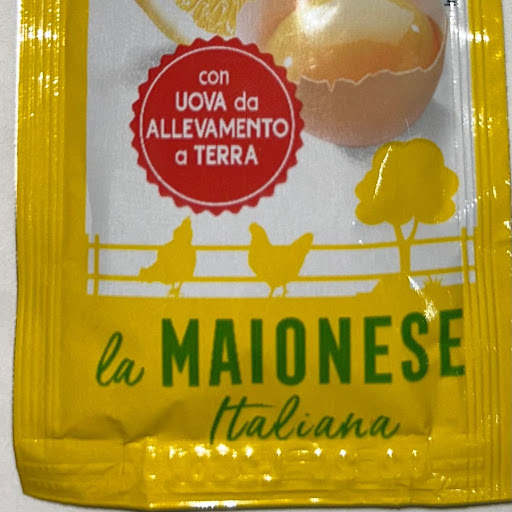 con
UOVA da
ALLEVAMENTO
a TERRA
la MAIONESE
Italiana